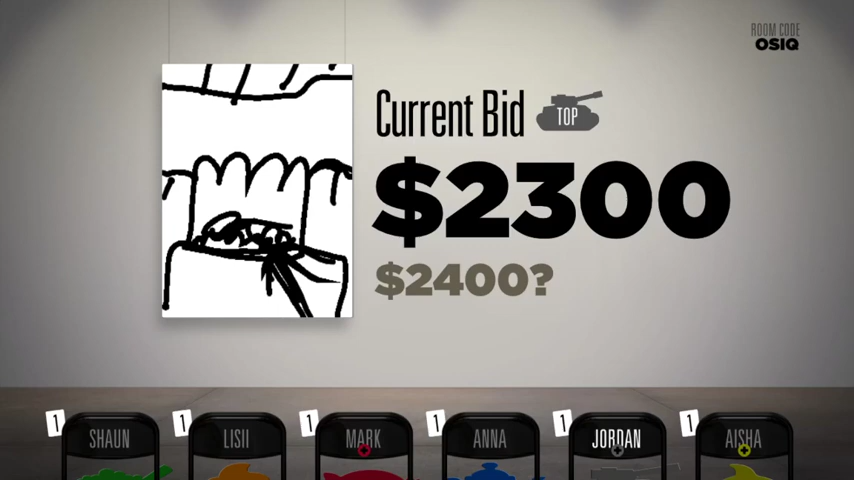 ROOM CODE
OSIQ
Current Bid
TOP
$2300
$2400?
1 SHAUN
1 LISII
1 MARK
1 ANNA
1 JORDAN
1 AISHA